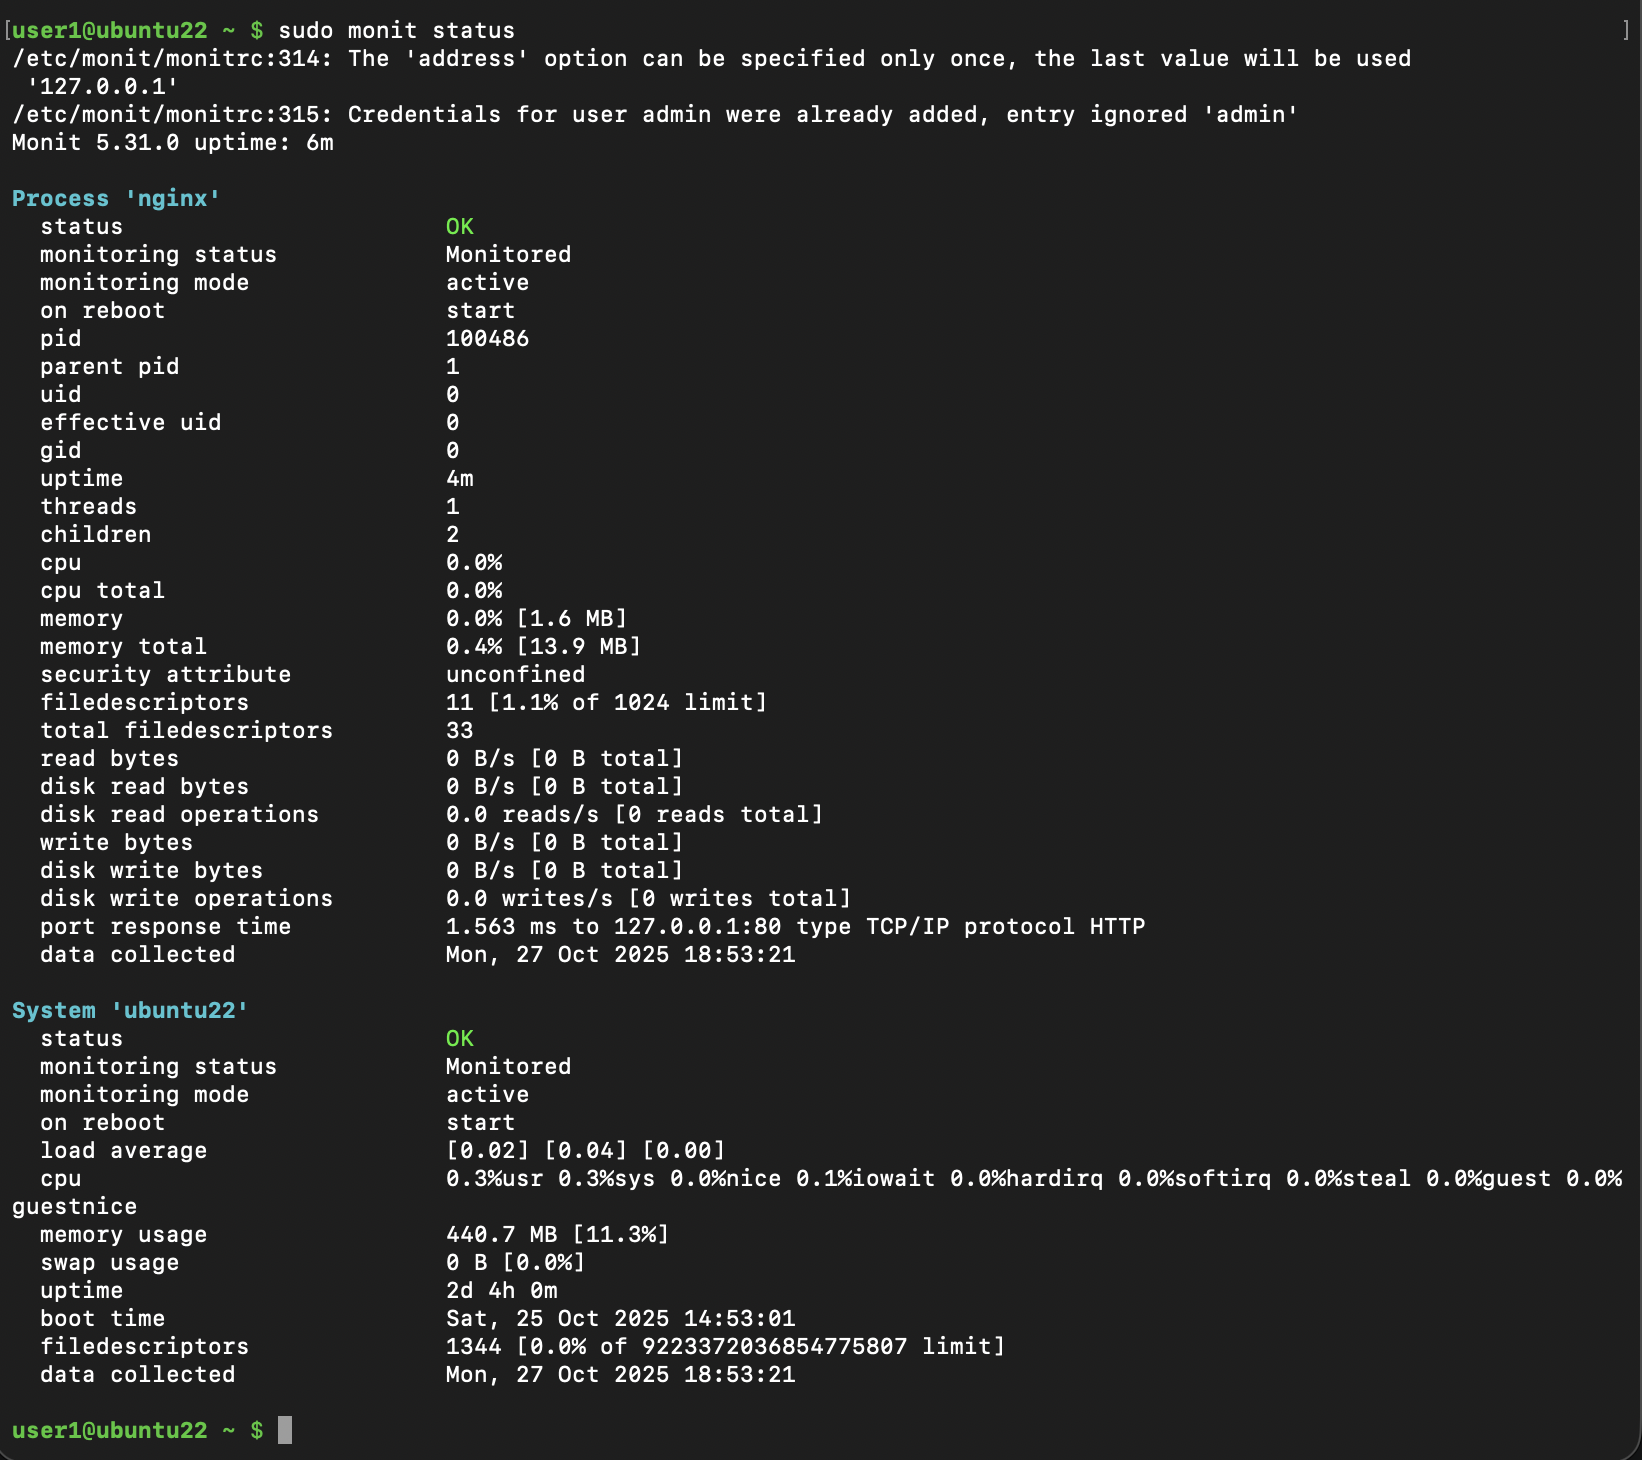 [user1@ubuntu22 ~ $ sudo monit status ]
/etc/monit/monitrc:314: The 'address' option can be specified only once, the last value will be used
 '127.0.0.1'
/etc/monit/monitrc:315: Credentials for user admin were already added, entry ignored 'admin'
Monit 5.31.0 uptime: 6m

Process 'nginx'
  status                       OK
  monitoring status            Monitored
  monitoring mode              active
  on reboot                    start
  pid                          100486
  parent pid                   1
  uid                          0
  effective uid                0
  gid                          0
  uptime                       4m
  threads                      1
  children                     2
  cpu                          0.0%
  cpu total                    0.0%
  memory                       0.0% [1.6 MB]
  memory total                 0.4% [13.9 MB]
  security attribute           unconfined
  filedescriptors              11 [1.1% of 1024 limit]
  total filedescriptors        33
  read bytes                   0 B/s [0 B total]
  disk read bytes              0 B/s [0 B total]
  disk read operations         0.0 reads/s [0 reads total]
  write bytes                  0 B/s [0 B total]
  disk write bytes             0 B/s [0 B total]
  disk write operations        0.0 writes/s [0 writes total]
  port response time           1.563 ms to 127.0.0.1:80 type TCP/IP protocol HTTP
  data collected               Mon, 27 Oct 2025 18:53:21

System 'ubuntu22'
  status                       OK
  monitoring status            Monitored
  monitoring mode              active
  on reboot                    start
  load average                 [0.02] [0.04] [0.00]
  cpu                          0.3%usr 0.3%sys 0.0%nice 0.1%iowait 0.0%hardirq 0.0%softirq 0.0%steal 0.0%guest 0.0%
guestnice
  memory usage                 440.7 MB [11.3%]
  swap usage                   0 B [0.0%]
  uptime                       2d 4h 0m
  boot time                    Sat, 25 Oct 2025 14:53:01
  filedescriptors              1344 [0.0% of 9223372036854775807 limit]
  data collected               Mon, 27 Oct 2025 18:53:21

user1@ubuntu22 ~ $